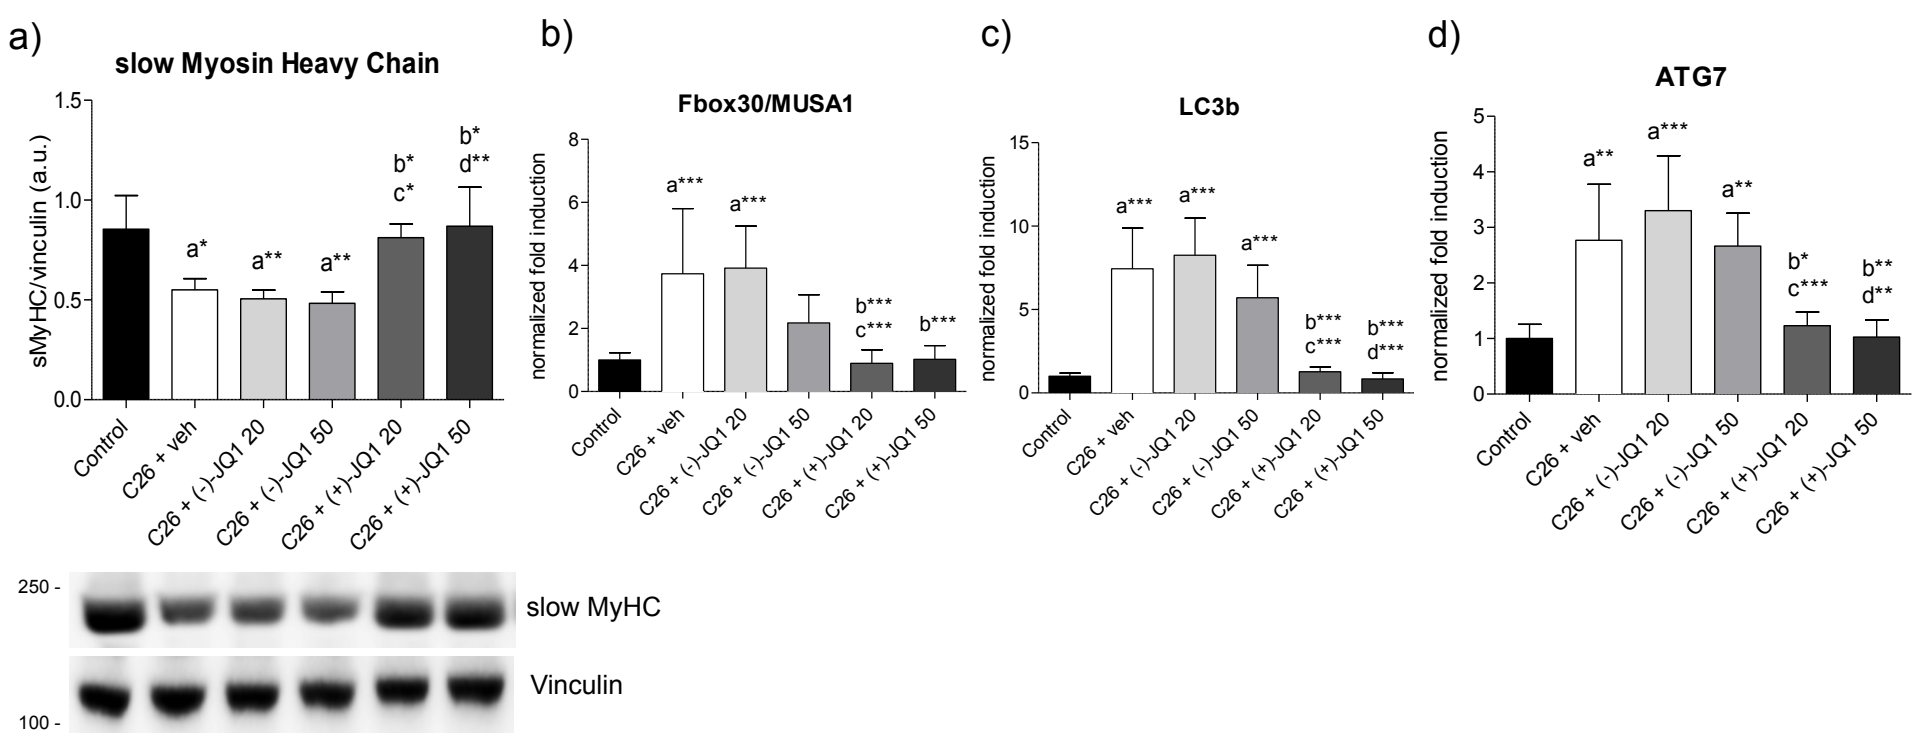 a)
slow Myosin Heavy Chain
sMyHC/vinculin (a.u.)
1.5
1.0
0.5
0.0
a*
a**
a**
b*
c*
b*
d**
Control
C26 + veh
C26 + (-)-JQ1 20
C26 + (-)-JQ1 50
C26 + (+)-JQ1 20
C26 + (+)-JQ1 50
250 -
slow MyHC
Vinculin
100 -
b)
Fbox30/MUSA1
normalized fold induction
8
6
4
2
0
a***
a***
b***
c***
b***
Control
C26 + veh
C26 + (-)-JQ1 20
C26 + (-)-JQ1 50
C26 + (+)-JQ1 20
C26 + (+)-JQ1 50
c)
LC3b
normalized fold induction
15
10
5
0
a***
a***
a***
b***
c***
b***
d***
Control
C26 + veh
C26 + (-)-JQ1 20
C26 + (-)-JQ1 50
C26 + (+)-JQ1 20
C26 + (+)-JQ1 50
d)
ATG7
normalized fold induction
5
4
3
2
1
0
a**
a***
a**
b*
c***
b**
d**
Control
C26 + veh
C26 + (-)-JQ1 20
C26 + (-)-JQ1 50
C26 + (+)-JQ1 20
C26 + (+)-JQ1 50